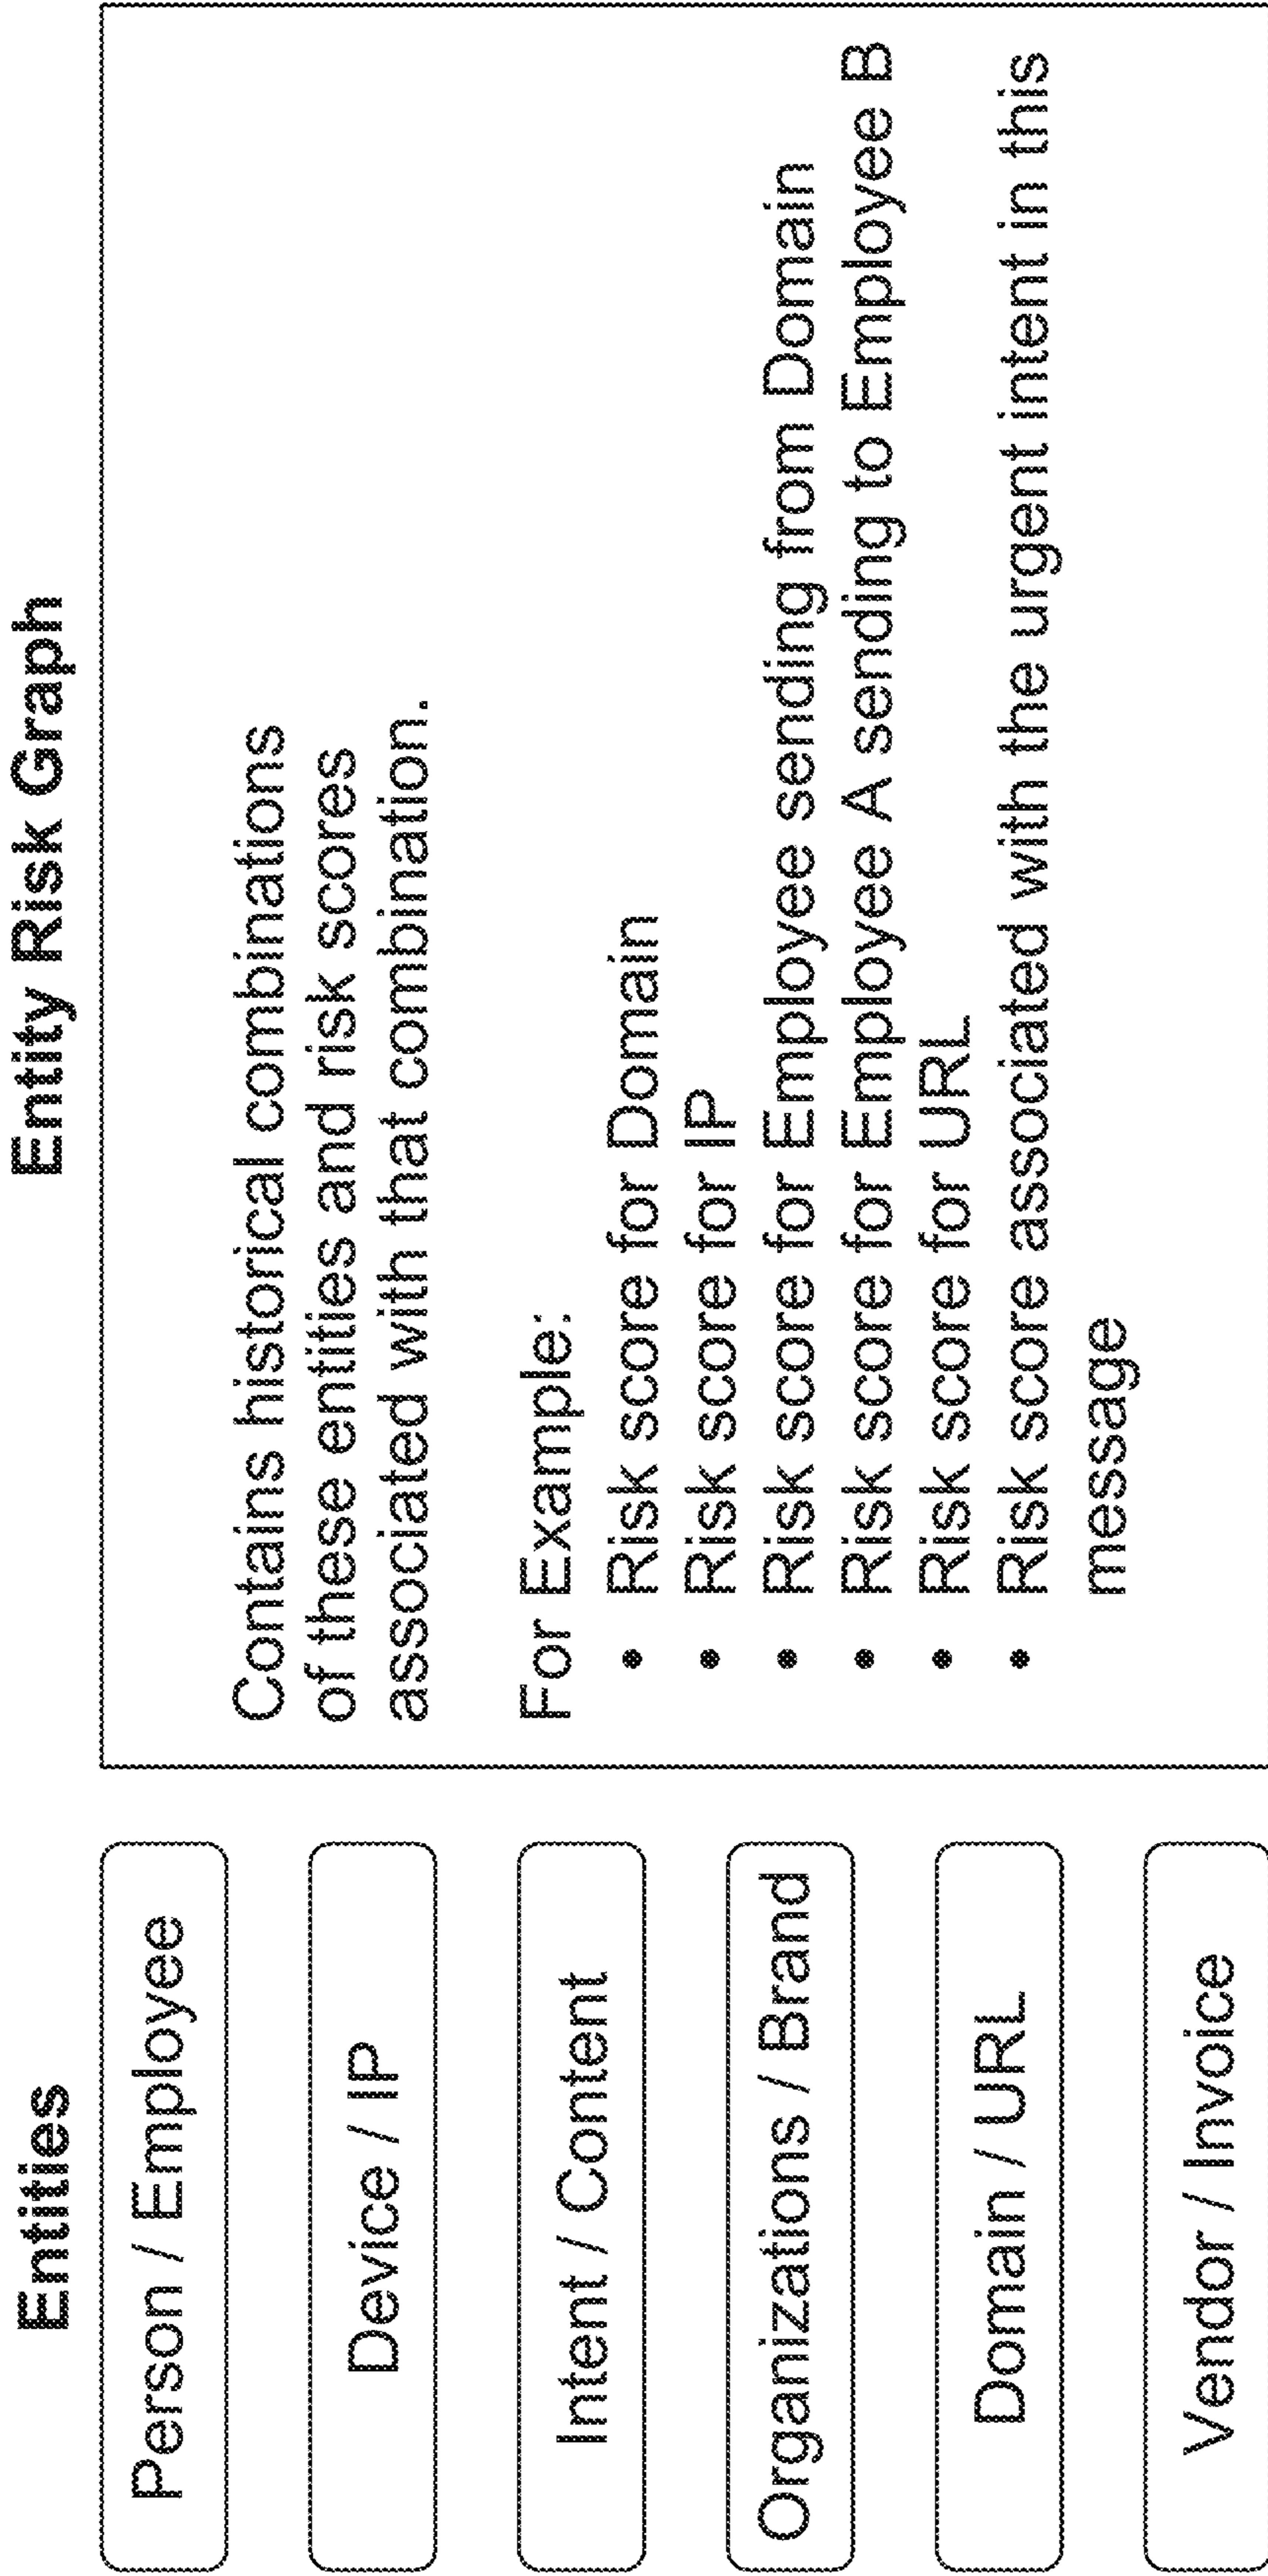 Entities
Person / Employee
Device / IP
Intent / Content
Organizations / Brand
Domain / URL
Vendor / Invoice
Entity Risk Graph
Contains historical combinations
of these entities and risk scores
associated with that combination.
For Example:
• Risk score for Domain
• Risk score for IP
• Risk score for Employee sending from Domain
• Risk score for Employee A sending to Employee B
• Risk score for URL
• Risk score associated with the urgent intent in this
message